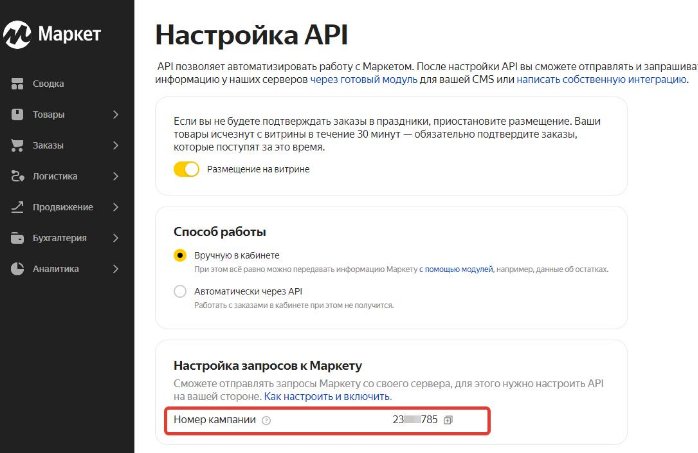 Маркет
Сводка
Товары
Заказы
Логистика
Продвижение
Бухгалтерия
Аналитика
Настройка API
API позволяет автоматизировать работу с Маркетом. После настройки API вы сможете отправлять и запрашива
информацию у наших серверов через готовый модуль для вашей CMS или написать собственную интеграцию.
Если вы не будете подтверждать заказы в праздники, приостановите размещение. Ваши
товары исчезнут с витрины в течение 30 минут — обязательно подтвердите заказы,
которые поступят за это время.
Размещение на витрине
Способ работы
Вручную в кабинете
При этом всё равно можно передавать информацию Маркету с помощью модулей, например, данные об остатках.
Автоматически через API
Работать с заказами в кабинете при этом не получится.
Настройка запросов к Маркету
Сможете отправлять запросы Маркету со своего сервера, для этого нужно настроить API
на вашей стороне. Как настроить и включить.
Номер кампании ? 23 785